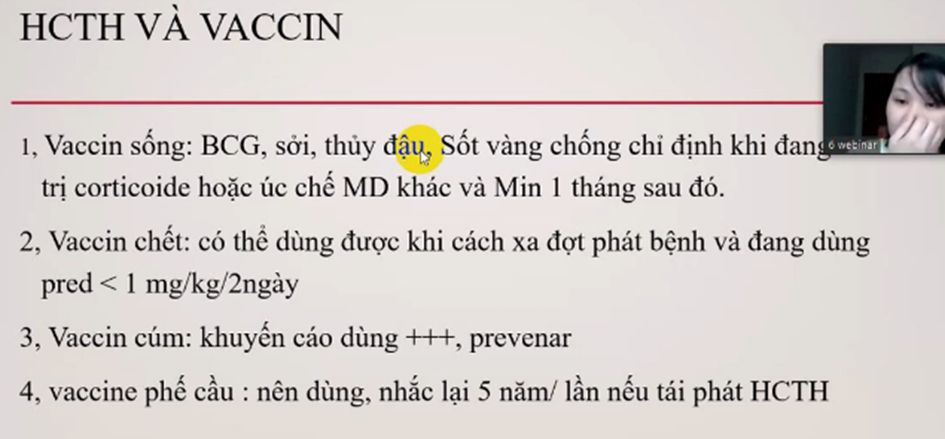 HCTH VÀ VACCIN
6 webinar
1, Vaccin sống: BCG, sởi, thủy đậu, Sốt vàng chống chỉ định khi đang
trị corticoide hoặc úc chế MD khác và Min 1 tháng sau đó.
2, Vaccin chết: có thể dùng được khi cách xa đợt phát bệnh và đang dùng
pred < 1 mg/kg/2ngày
3, Vaccin cúm: khuyến cáo dùng +++, prevenar
4, vaccine phế cầu : nên dùng, nhắc lại 5 năm/ lần nếu tái phát HCTH